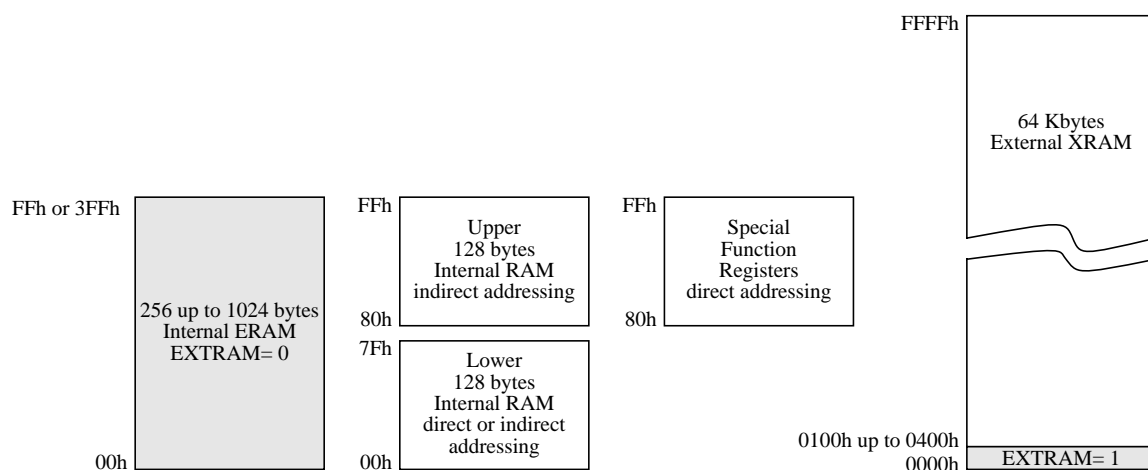 FFFFh
64 Kbytes
External XRAM
FFh or 3FFh
256 up to 1024 bytes
Internal ERAM
EXTRAM= 0
00h
FFh
Upper
128 bytes
Internal RAM
indirect addressing
80h
7Fh
Lower
128 bytes
Internal RAM
direct or indirect
addressing
00h
FFh
Special
Function
Registers
direct addressing
80h
0100h up to 0400h
0000h
EXTRAM= 1